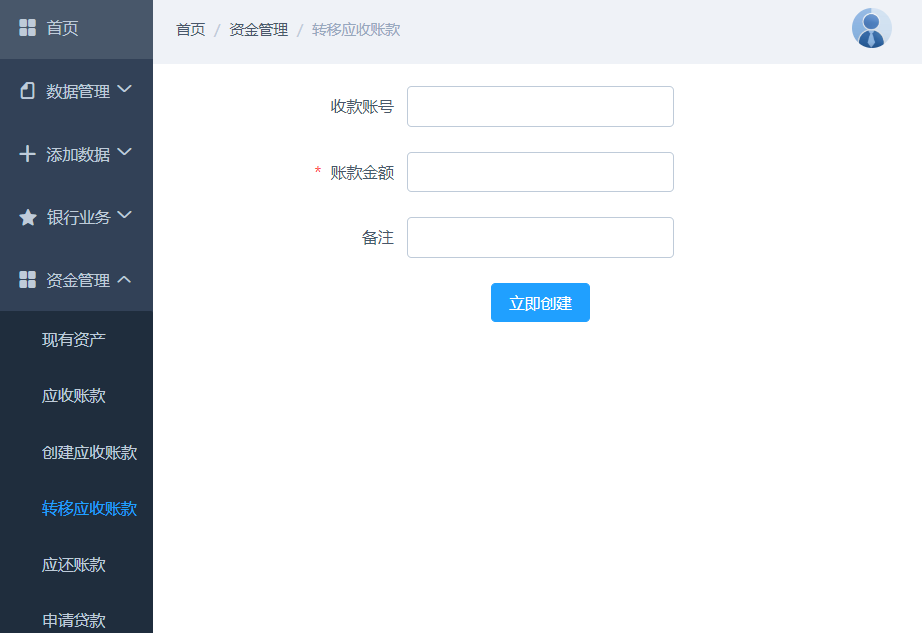 首页
数据管理
添加数据
银行业务
资金管理
现有资产
应收账款
创建应收账款
转移应收账款
应还账款
申请贷款
首页 / 资金管理 / 转移应收账款
收款账号
* 账款金额
备注
立即创建